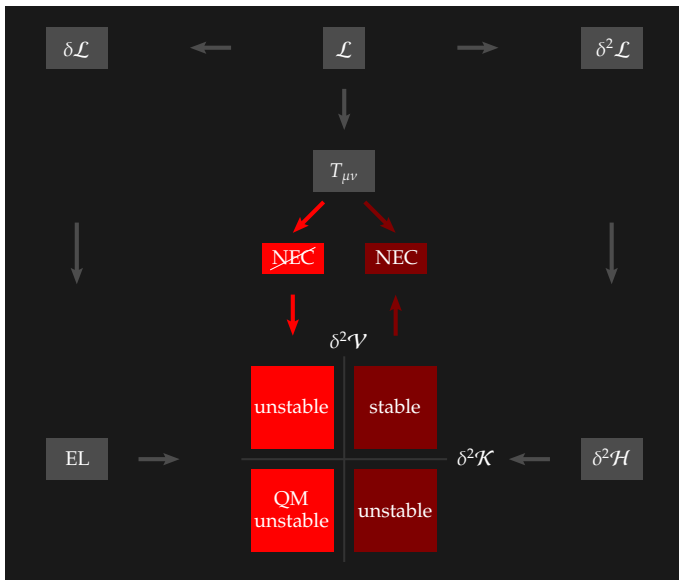 δℒ
ℒ
δ²ℒ
T_μν
NEC
NEC
δ²𝒱
unstable
stable
EL
δ²𝒦
δ²ℋ
QM
unstable
unstable